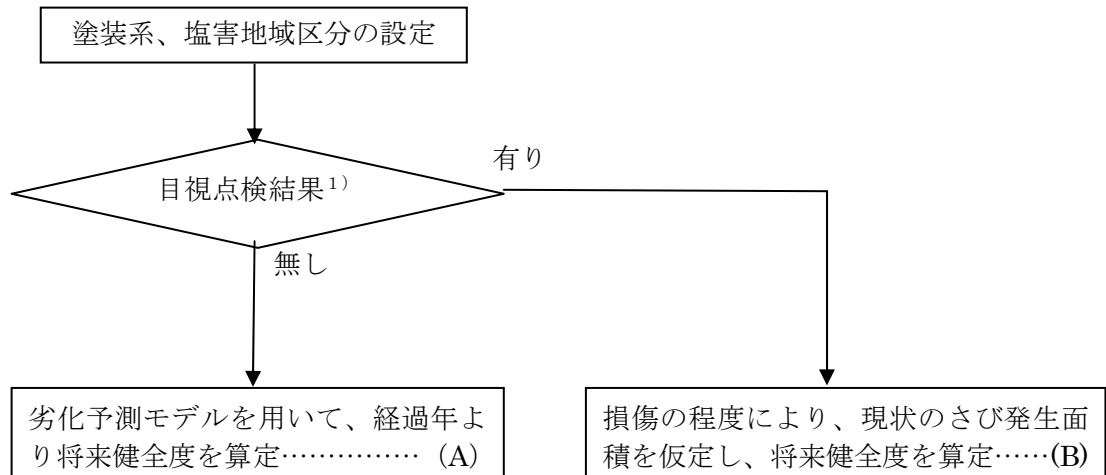 塗装系、塩害地域区分の設定
目視点検結果1)
有り
無し
劣化予測モデルを用いて、経過年よ
り将来健全度を算定…………… (A)
損傷の程度により、現状のさび発生面
積を仮定し、将来健全度を算定……(B)